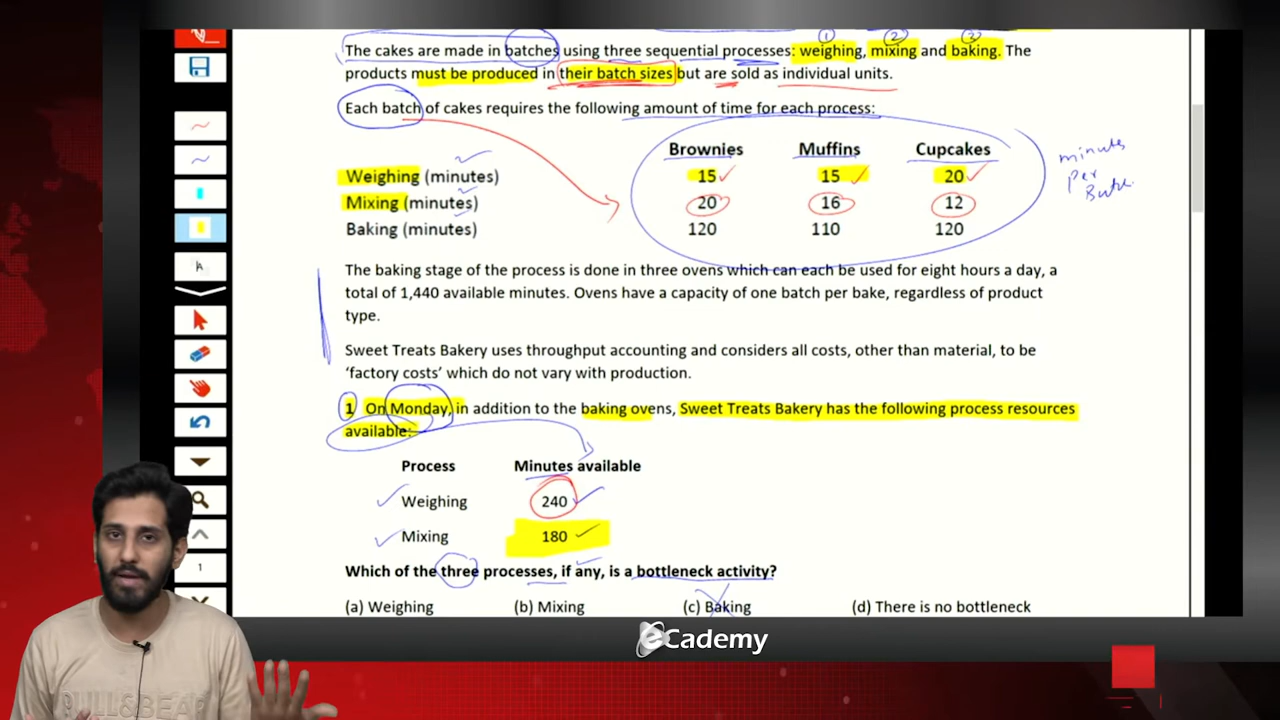 ① ② ③
The cakes are made in batches using three sequential processes: weighing, mixing and baking. The
products must be produced in their batch sizes but are sold as individual units.
Each batch of cakes requires the following amount of time for each process:
Brownies Muffins Cupcakes
Weighing (minutes) 15 15 20
Mixing (minutes) 20 16 12
Baking (minutes) 120 110 120
minutes
Per
The baking stage of the process is done in three ovens which can each be used for eight hours a day, a
total of 1,440 available minutes. Ovens have a capacity of one batch per bake, regardless of product
type.
Sweet Treats Bakery uses throughput accounting and considers all costs, other than material, to be
‘factory costs’ which do not vary with production.
1 On Monday, in addition to the baking ovens, Sweet Treats Bakery has the following process resources
available:
Process Minutes available
Weighing 240
Mixing 180
Which of the three processes, if any, is a bottleneck activity?
(a) Weighing (b) Mixing (c) Baking (d) There is no bottleneck
1
eCademy
PULL&BEAR